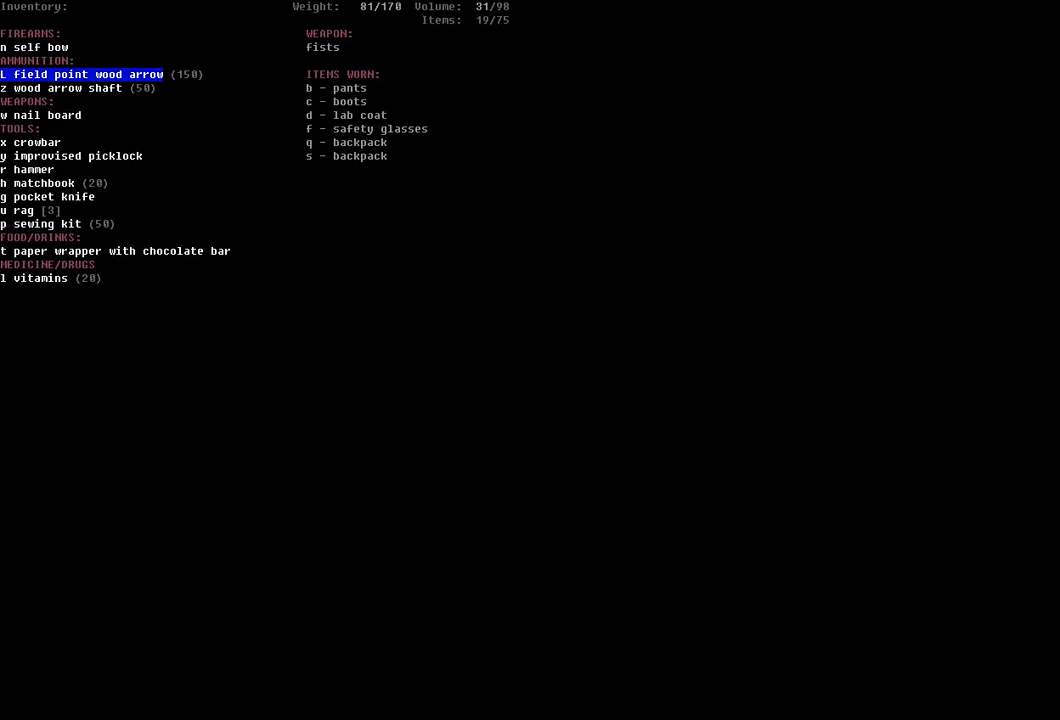 Inventory: Weight: 81/170 Volume: 31/98
Items: 19/75
FIREARMS: WEAPON:
n self bow fists
AMMUNITION:
L field point wood arrow (150) ITEMS WORN:
z wood arrow shaft (50) b - pants
WEAPONS: c - boots
w nail board d - lab coat
TOOLS: f - safety glasses
x crowbar q - backpack
y improvised picklock s - backpack
r hammer
h matchbook (20)
g pocket knife
u rag [3]
p sewing kit (50)
FOOD/DRINKS:
t paper wrapper with chocolate bar
MEDICINE/DRUGS
l vitamins (20)